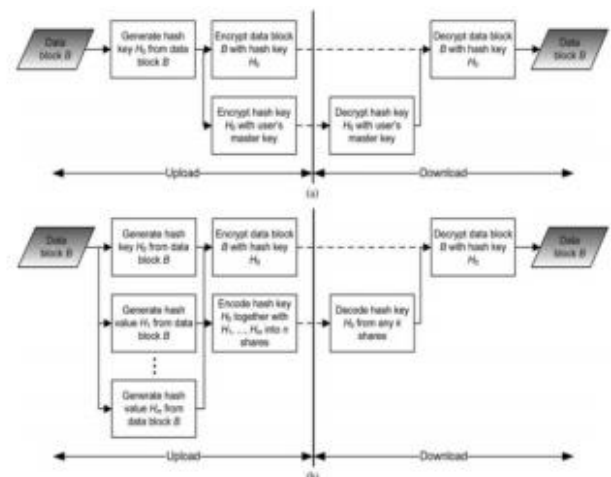 Data
block B
Generate hash
key H₀ from data
block B
Encrypt data block
B with hash key
H₀
Decrypt data block
B with hash key
H₀
Data
block B
Encrypt hash key
H₀ with user's
master key
Decrypt hash key
H₀ with user's
master key
Upload
Download
(a)
Data
block B
Generate hash
key H₀ from data
block B
Encrypt data block
B with hash key
H₀
Decrypt data block
B with hash key
H₀
Data
block B
Generate hash
value H₁ from data
block B
Encode hash key
H₀ together with
H₁, ..., Hₘ into n
shares
Decode hash key
H₀ from any k
shares
Generate hash
value Hₘ from
data block B
Upload
Download
(b)